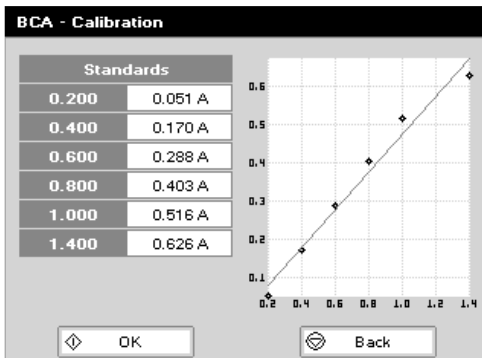 BCA - Calibration
Standards
0.200 0.051 A
0.400 0.170 A
0.600 0.288 A
0.800 0.403 A
1.000 0.516 A
1.400 0.626 A
0.6
0.5
0.4
0.3
0.2
0.1
0.2 0.4 0.6 0.8 1.0 1.2 1.4
OK
Back